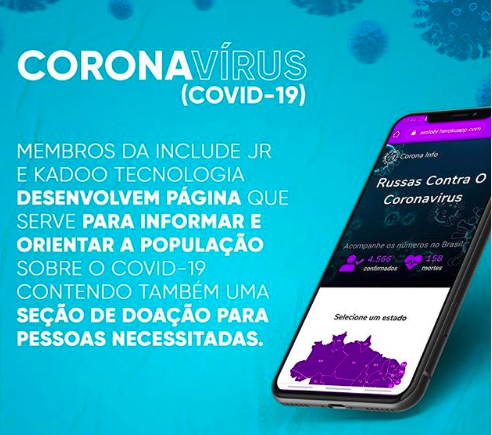 CORONAVÍRUS
(COVID-19)
MEMBROS DA INCLUDE JR
E KADOO TECNOLOGIA
DESENVOLVEM PÁGINA QUE
SERVE PARA INFORMAR E
ORIENTAR A POPULAÇÃO
SOBRE O COVID-19
CONTENDO TAMBÉM UMA
SEÇÃO DE DOAÇÃO PARA
PESSOAS NECESSITADAS.
Corona Info
Russas Contra O
Coronavírus
Acompanhe os números no Brasil
4.566 158
confirmados mortes
Selecione um estado